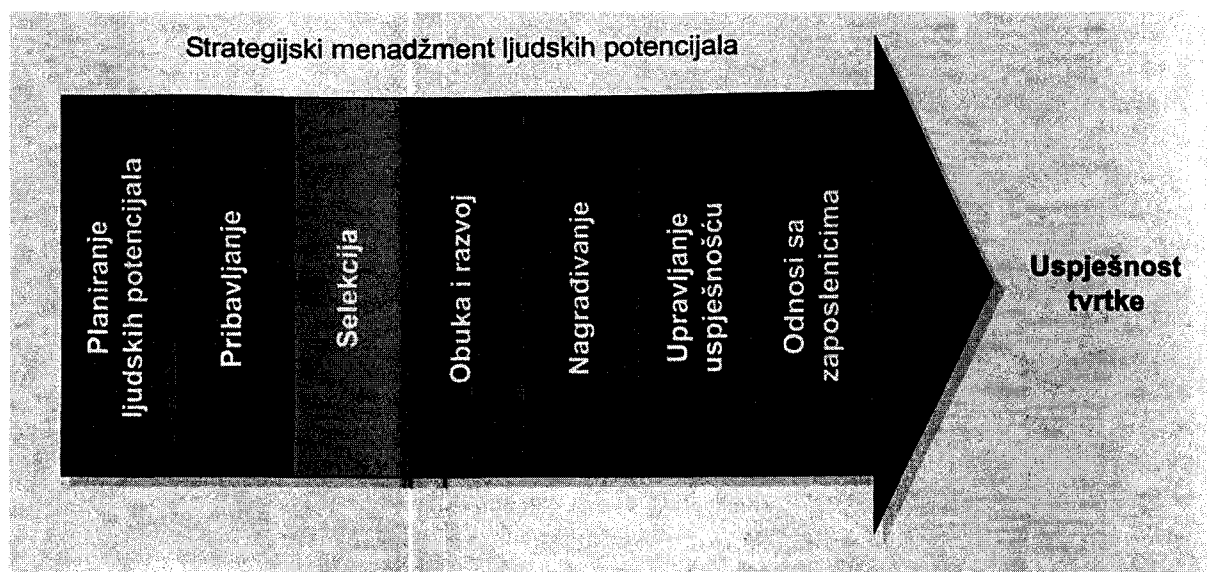 Strategijski menadžment ljudskih potencijala
Planiranje
ljudskih potencijala
Pribavljanje
Selekcija
Obuka i razvoj
Nagrađivanje
Upravljanje
uspješnošću
Odnosi sa
zaposlenicima
Uspješnost
tvrtke